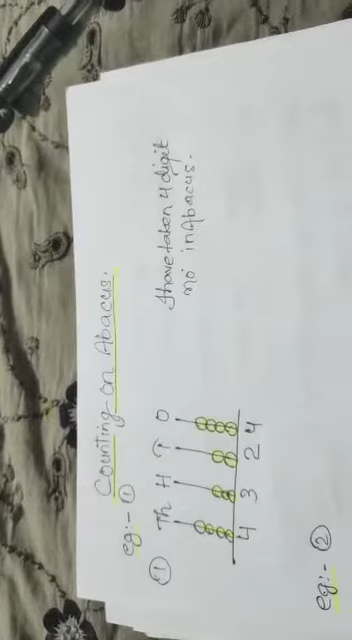 Counting on Abacus.
eg:- ①
① Th H T O
4 3 2 4
I have taken 4 digit
no in Abacus.
eg:- ②